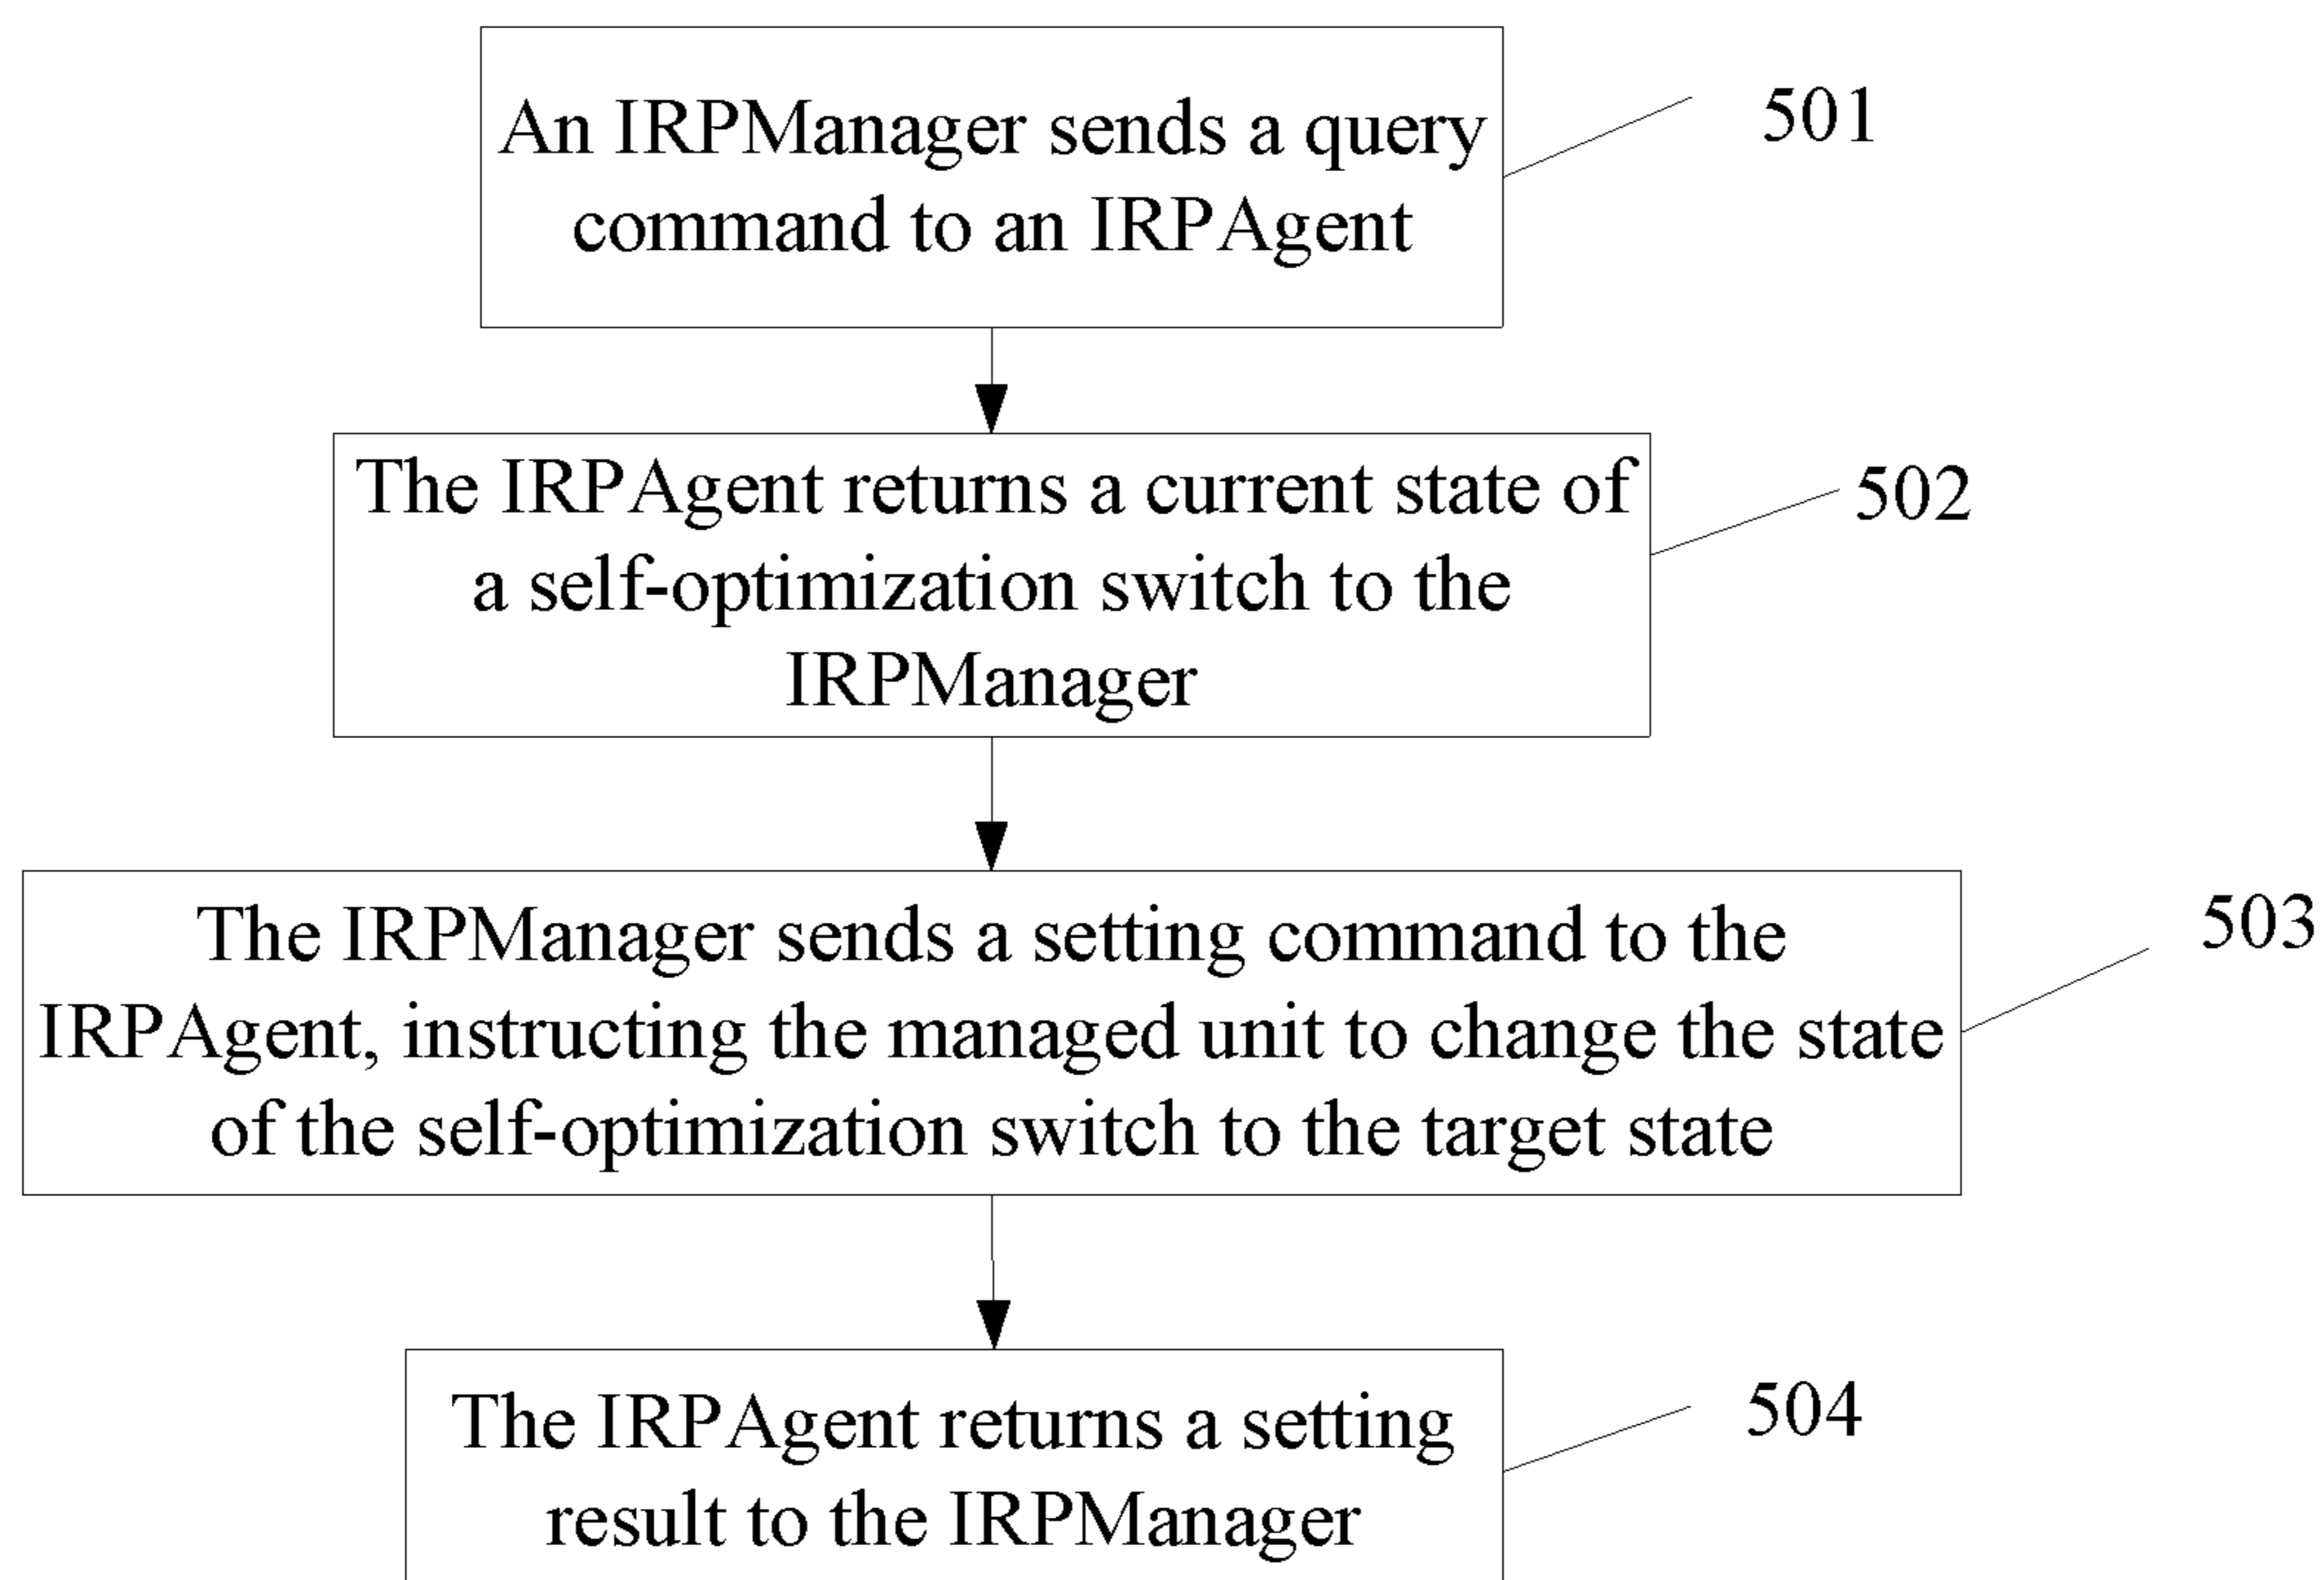 An IRPManager sends a query
command to an IRPAgent
501
The IRPAgent returns a current state of
a self-optimization switch to the
IRPManager
502
The IRPManager sends a setting command to the
IRPAgent, instructing the managed unit to change the state
of the self-optimization switch to the target state
503
The IRPAgent returns a setting
result to the IRPManager
504